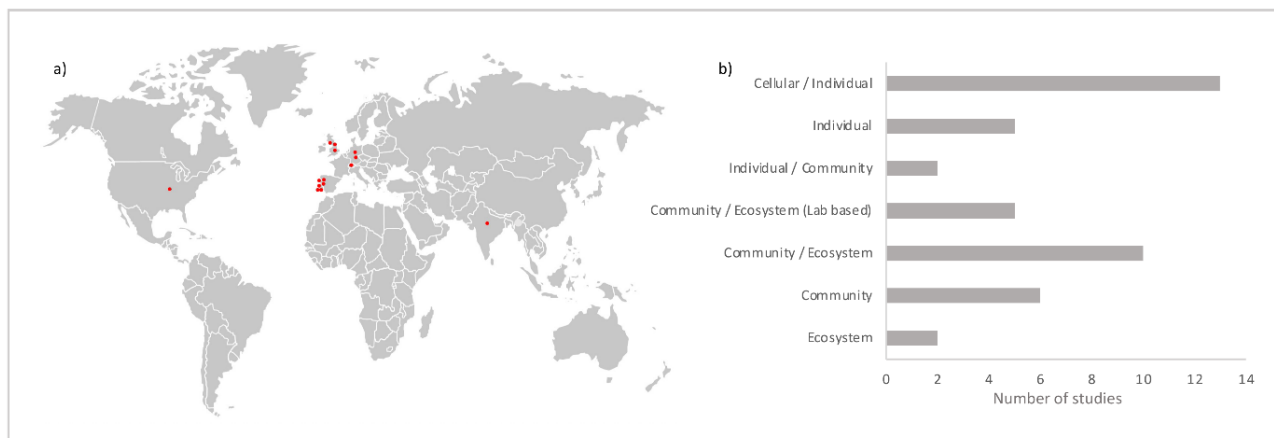 a)
b)
Cellular / Individual
Individual
Individual / Community
Community / Ecosystem (Lab based)
Community / Ecosystem
Community
Ecosystem
0 2 4 6 8 10 12 14
Number of studies